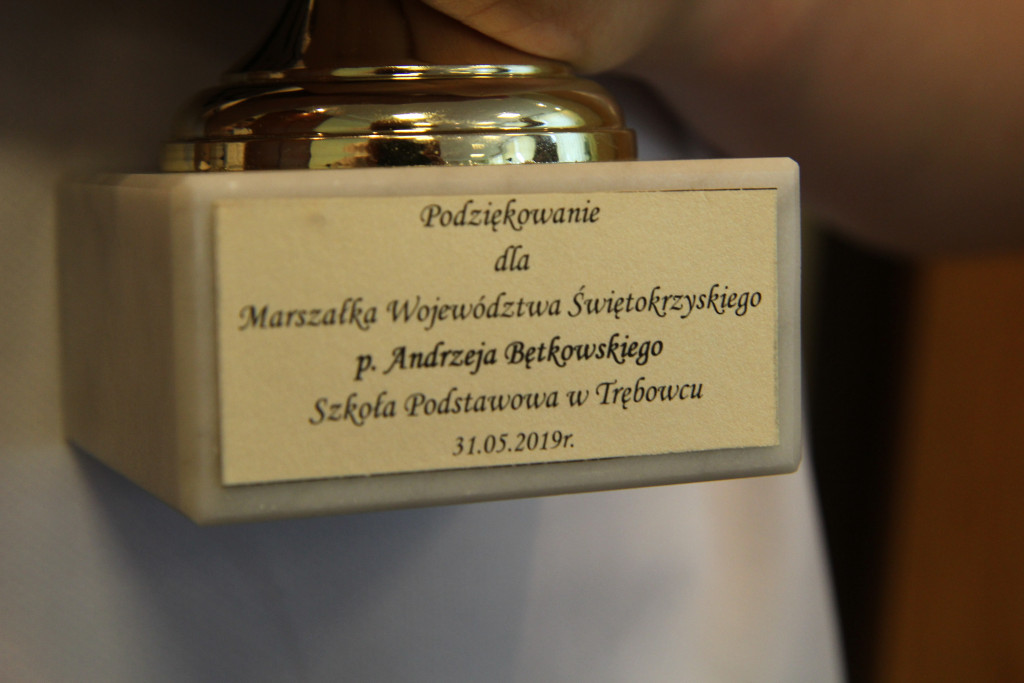 Podziękowanie
dla
Marszałka Województwa Świętokrzyskiego
p. Andrzeja Bętkowskiego
Szkoła Podstawowa w Trębowcu
31.05.2019r.